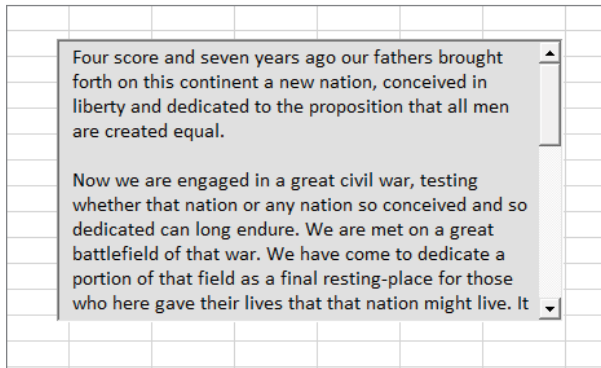 Four score and seven years ago our fathers brought
forth on this continent a new nation, conceived in
liberty and dedicated to the proposition that all men
are created equal.
Now we are engaged in a great civil war, testing
whether that nation or any nation so conceived and so
dedicated can long endure. We are met on a great
battlefield of that war. We have come to dedicate a
portion of that field as a final resting-place for those
who here gave their lives that that nation might live. It